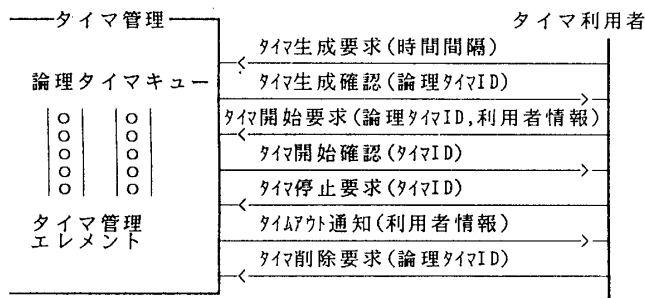 タイマ管理
タイマ利用者
ﾀｲﾏ生成要求(時間間隔)
論理タイマキュー
ﾀｲﾏ生成確認(論理ﾀｲﾏID)
ﾀｲﾏ開始要求(論理ﾀｲﾏID,利用者情報)
ﾀｲﾏ開始確認(ﾀｲﾏID)
ﾀｲﾏ停止要求(ﾀｲﾏID)
タイマ管理
エレメント
ﾀｲﾑｱｳﾄ通知(利用者情報)
ﾀｲﾏ削除要求(論理ﾀｲﾏID)